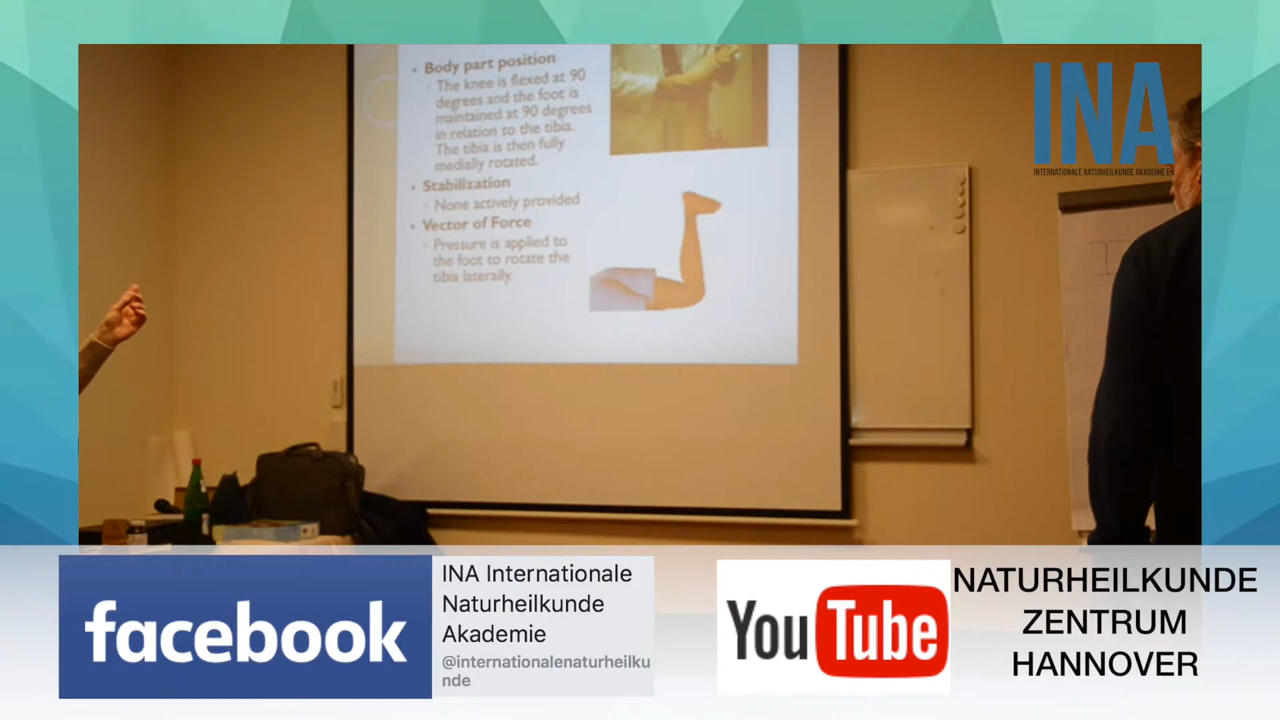 Body part position
The knee is flexed at 90
degrees and the foot is
maintained at 90 degrees
in relation to the tibia.
The tibia is then fully
medially rotated.
Stabilization
None actively provided
Vector of Force
Pressure is applied to
the foot to rotate the
tibia laterally.
INA
INTERNATIONALE NATURHEILKUNDE AKADEMIE
facebook
INA Internationale
Naturheilkunde
Akademie
@internationalenaturheilku
nde
YouTube
NATURHEILKUNDE
ZENTRUM
HANNOVER